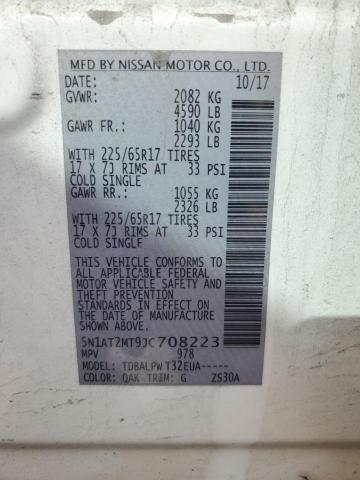 MFD BY NISSAN MOTOR CO., LTD.
DATE: 10/17
GVWR: 2082 KG
4590 LB
GAWR FR: 1040 KG
2293 LB
WITH 225/65R17 TIRES
17 X 7J RIMS AT 33 PSI
COLD SINGLE
GAWR RR: 1055 KG
2326 LB
WITH 225/65R17 TIRES
17 X 7J RIMS AT 33 PSI
COLD SINGLE
THIS VEHICLE CONFORMS TO
ALL APPLICABLE FEDERAL
MOTOR VEHICLE SAFETY AND
THEFT PREVENTION
STANDARDS IN EFFECT ON THE
DATE OF MANUFACTURE
SHOWN ABOVE.
5N1AT2MT9JC708223
MPV 978
MODEL: TDBALPW T32EUA-----
COLOR: QAK TRIM: G ZS30A